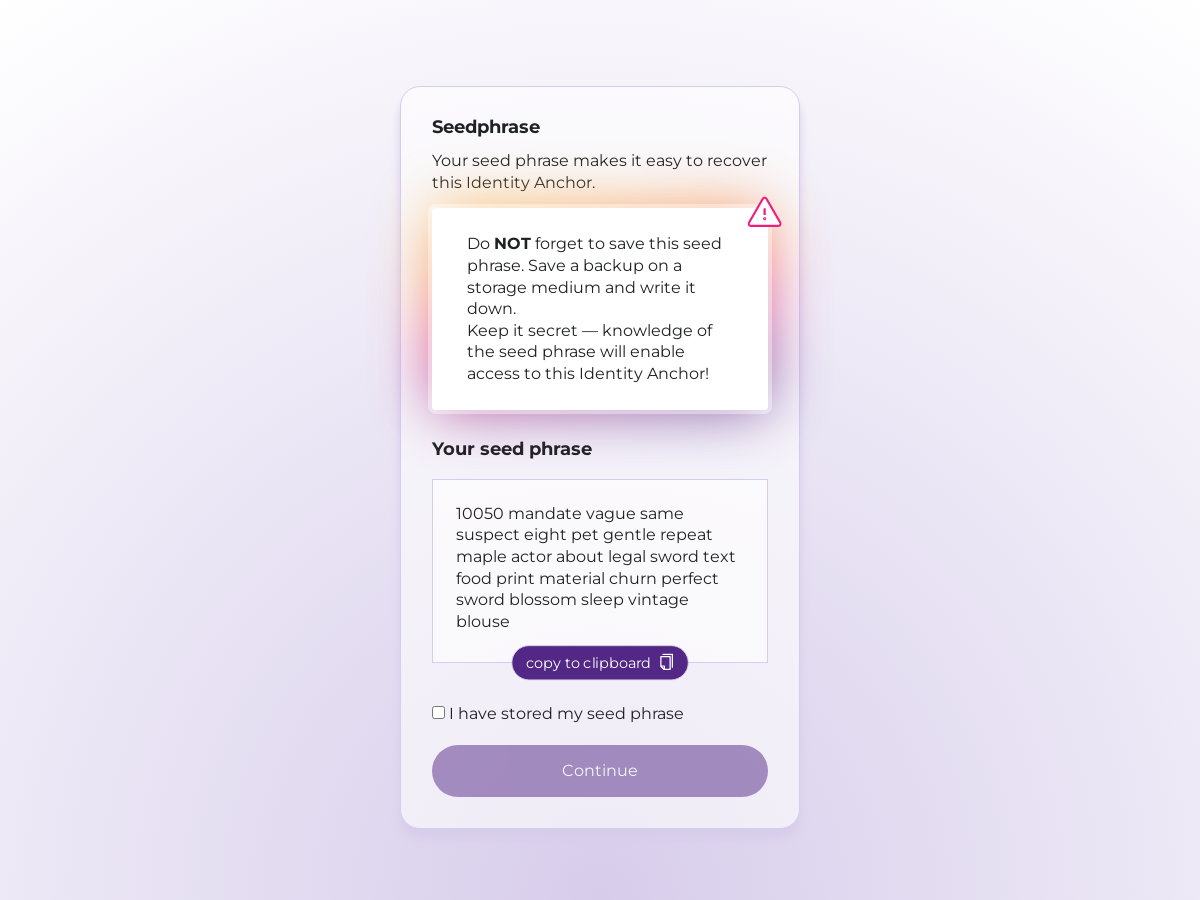 Seedphrase
Your seed phrase makes it easy to recover
this Identity Anchor.
Do NOT forget to save this seed
phrase. Save a backup on a
storage medium and write it
down.
Keep it secret — knowledge of
the seed phrase will enable
access to this Identity Anchor!
Your seed phrase
10050 mandate vague same
suspect eight pet gentle repeat
maple actor about legal sword text
food print material churn perfect
sword blossom sleep vintage
blouse
copy to clipboard
I have stored my seed phrase
Continue